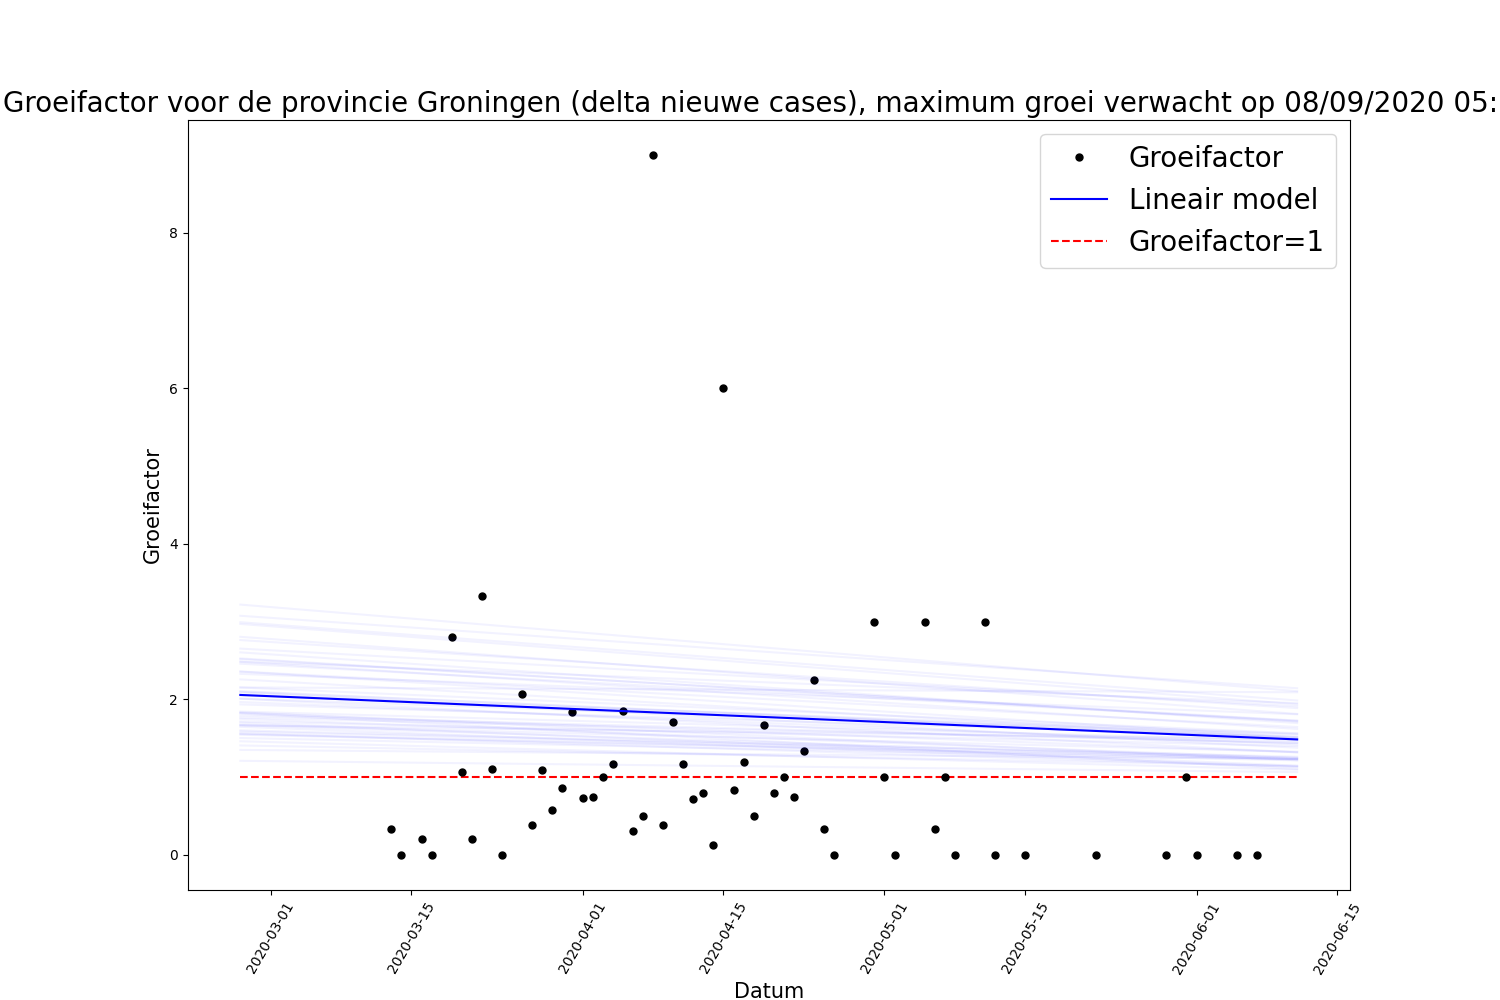 Groeifactor voor de provincie Groningen (delta nieuwe cases), maximum groei verwacht op 08/09/2020 05:
Groeifactor
Lineair model
Groeifactor=1
8
6
4
2
0
Groeifactor
2020-03-01
2020-03-15
2020-04-01
2020-04-15
2020-05-01
2020-05-15
2020-06-01
2020-06-15
Datum